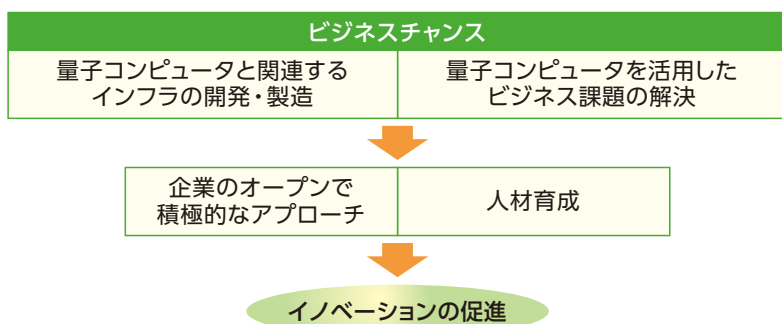 ビジネスチャンス
量子コンピュータと関連する
インフラの開発・製造
量子コンピュータを活用した
ビジネス課題の解決
企業のオープンで
積極的なアプローチ
人材育成
イノベーションの促進